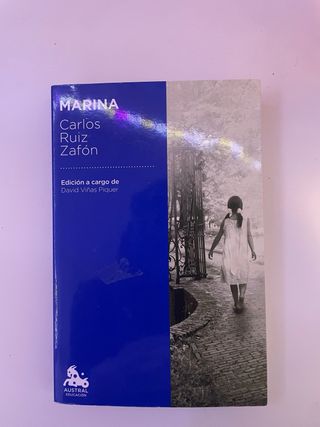 MARINA
Carlos
Ruiz
Zafón
Edición a cargo de
David Viñas Piquer
AUSTRAL
EDUCACIÓN